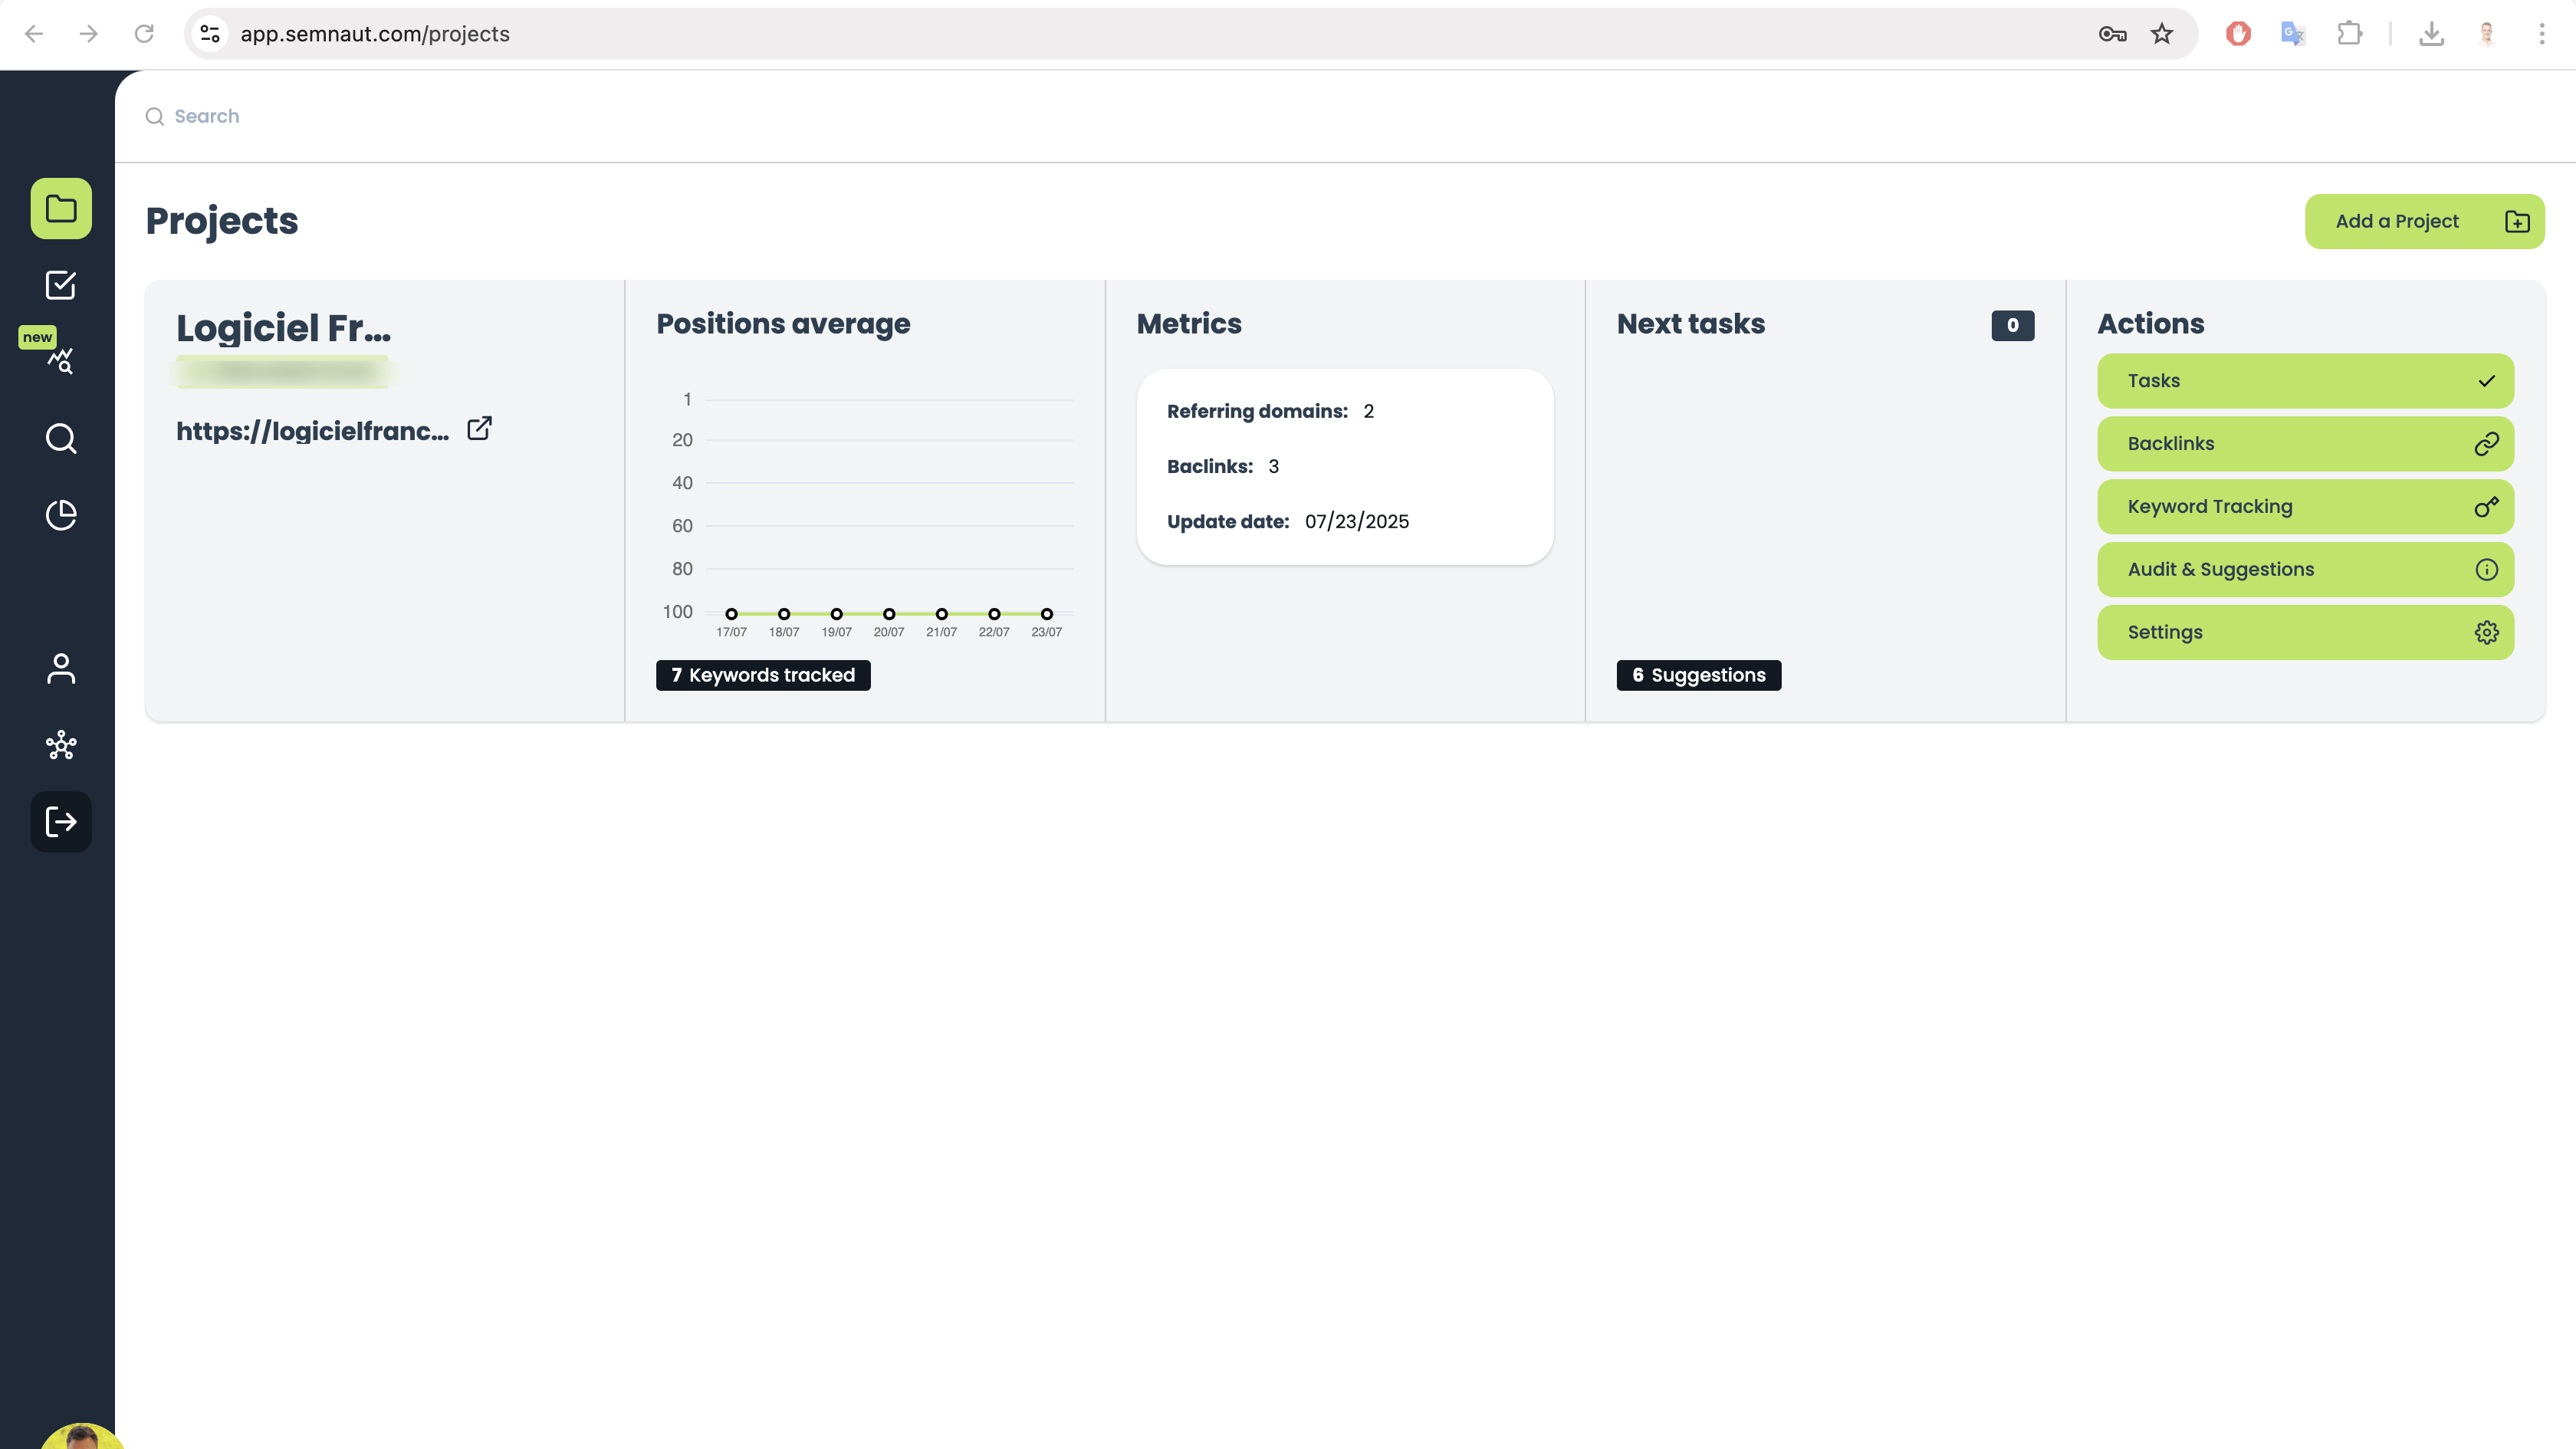 app.semnaut.com/projects
Search
Projects
Add a Project
new
Logiciel Fr...
https://logicielfranc...
Positions average
1
20
40
60
80
100
17/07 18/07 19/07 20/07 21/07 22/07 23/07
7 Keywords tracked
Metrics
Referring domains: 2
Baclinks: 3
Update date: 07/23/2025
Next tasks 0
6 Suggestions
Actions
Tasks
Backlinks
Keyword Tracking
Audit & Suggestions
Settings